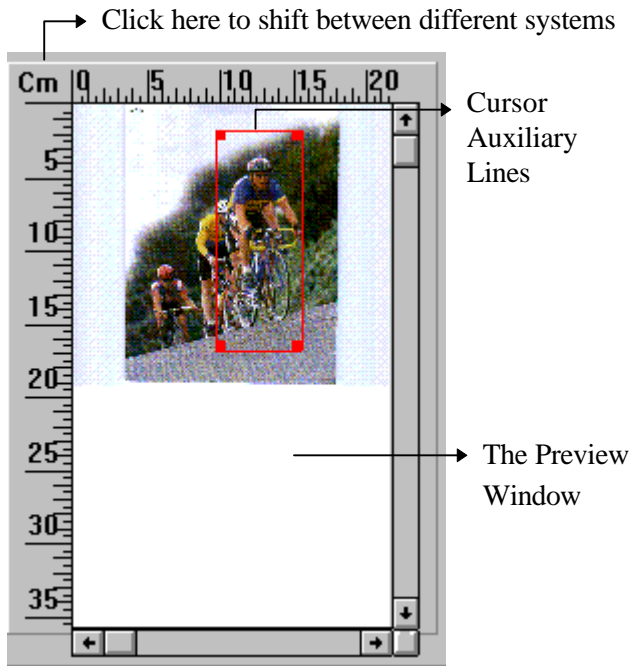 Click here to shift between different systems
Cm 0 5 10 15 20
Cursor
Auxiliary
Lines
5
10
15
20
25
30
35
The Preview
Window